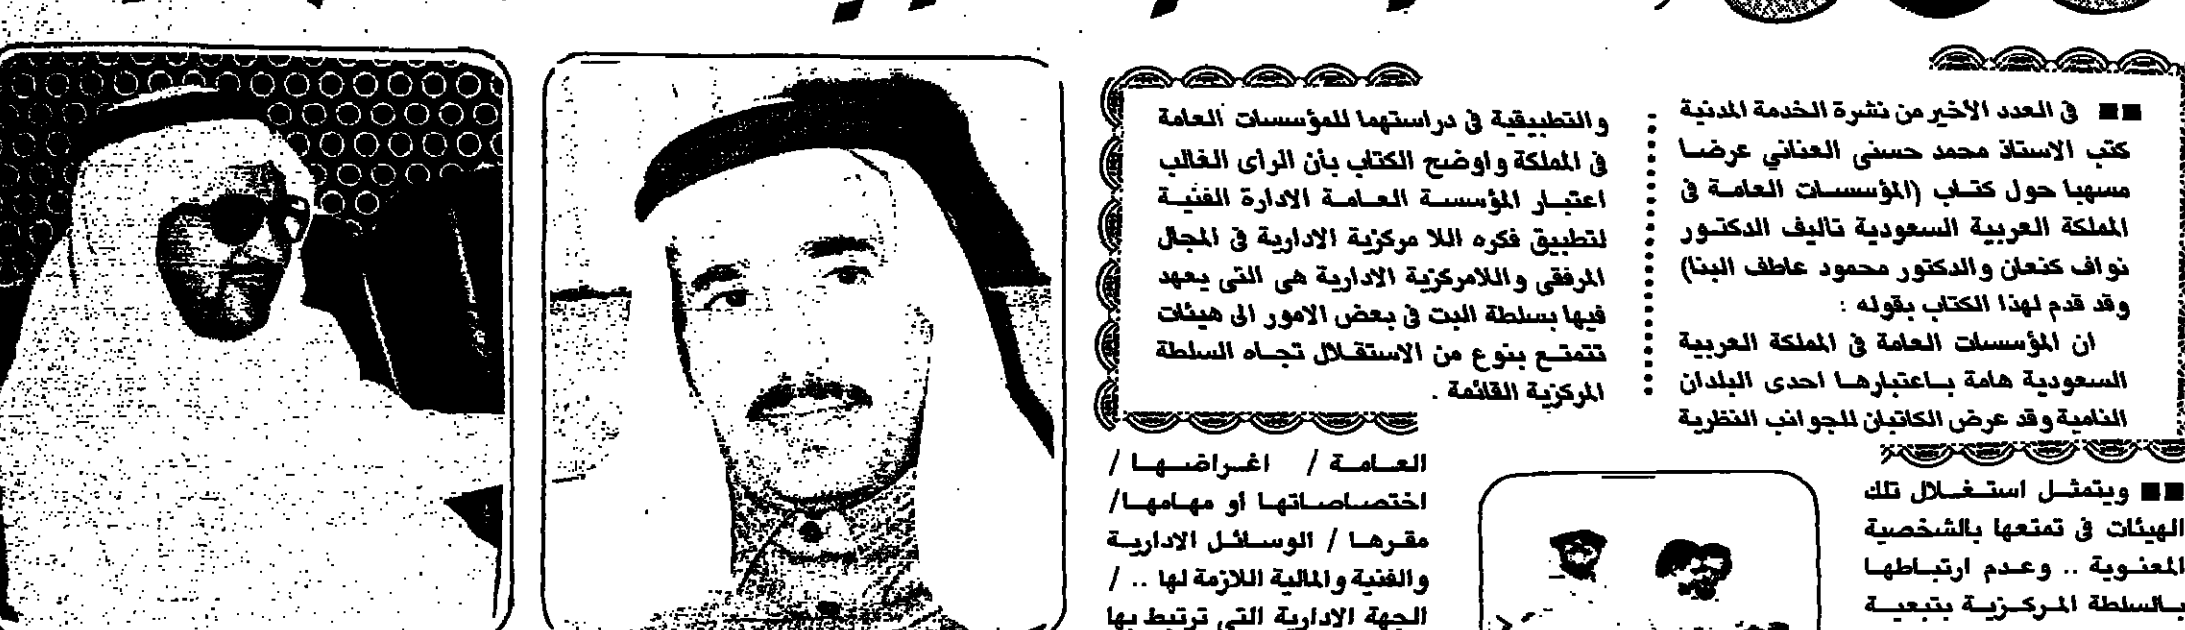 ■■ في العدد الأخير من نشرة الخدمة المدنية
كتب الاستاذ محمد حسنى العناني عرضا
مسهبا حول كتاب (المؤسسات العامة في
المملكة العربية السعودية تاليف الدكتور
نواف كنعان والدكتور محمود عاطف البنا)
وقد قدم لهذا الكتاب بقوله :
ان المؤسسات العامة في المملكة العربية
السعودية هامة باعتبارها احدى البلدان
النامية وقد عرض الكاتبان للجوانب النظرية
والتطبيقية في دراستهما للمؤسسات العامة
في المملكة واوضح الكتاب بأن الرأى الغالب
اعتبار المؤسسة العامة الادارة الفنية
لتطبيق فكره اللا مركزية الادارية في المجال
المرفقى واللامركزية الادارية هى التى يعهد
فيها بسلطة البت في بعض الامور الى هيئات
تتمتع بنوع من الاستقلال تجاه السلطة
المركزية القائمة .
■■ ويتمثل استغلال تلك
الهيئات في تمتعها بالشخصية
المعنوية .. وعدم ارتباطها
بالسلطة المركزية بتبعية
العامة / اغراضها /
اختصاصاتها أو مهامها/
مقرها / الوسائل الادارية
والفنية والمالية اللازمة لها .. /
الجهة الادارية التى ترتبط بها